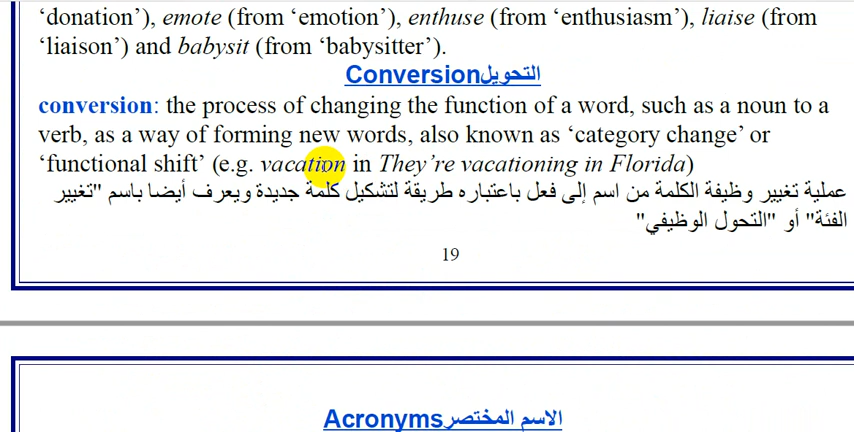 ‘donation’), emote (from ‘emotion’), enthuse (from ‘enthusiasm’), liaise (from
‘liaison’) and babysit (from ‘babysitter’).
Conversionالتحويل
conversion: the process of changing the function of a word, such as a noun to a
verb, as a way of forming new words, also known as ‘category change’ or
‘functional shift’ (e.g. vacation in They’re vacationing in Florida)
عملية تغيير وظيفة الكلمة من اسم إلى فعل باعتباره طريقة لتشكيل كلمة جديدة ويعرف أيضا باسم "تغيير
الفئة" أو "التحول الوظيفي"
19
Acronymsالاسم المختصر